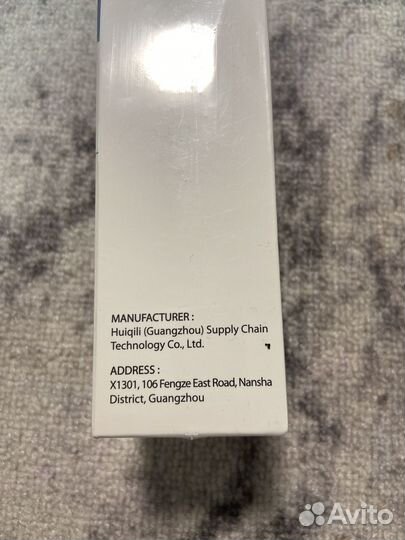 MANUFACTURER :
Huiqili (Guangzhou) Supply Chain
Technology Co., Ltd.
ADDRESS :
X1301, 106 Fengze East Road, Nansha
District, Guangzhou
Avito